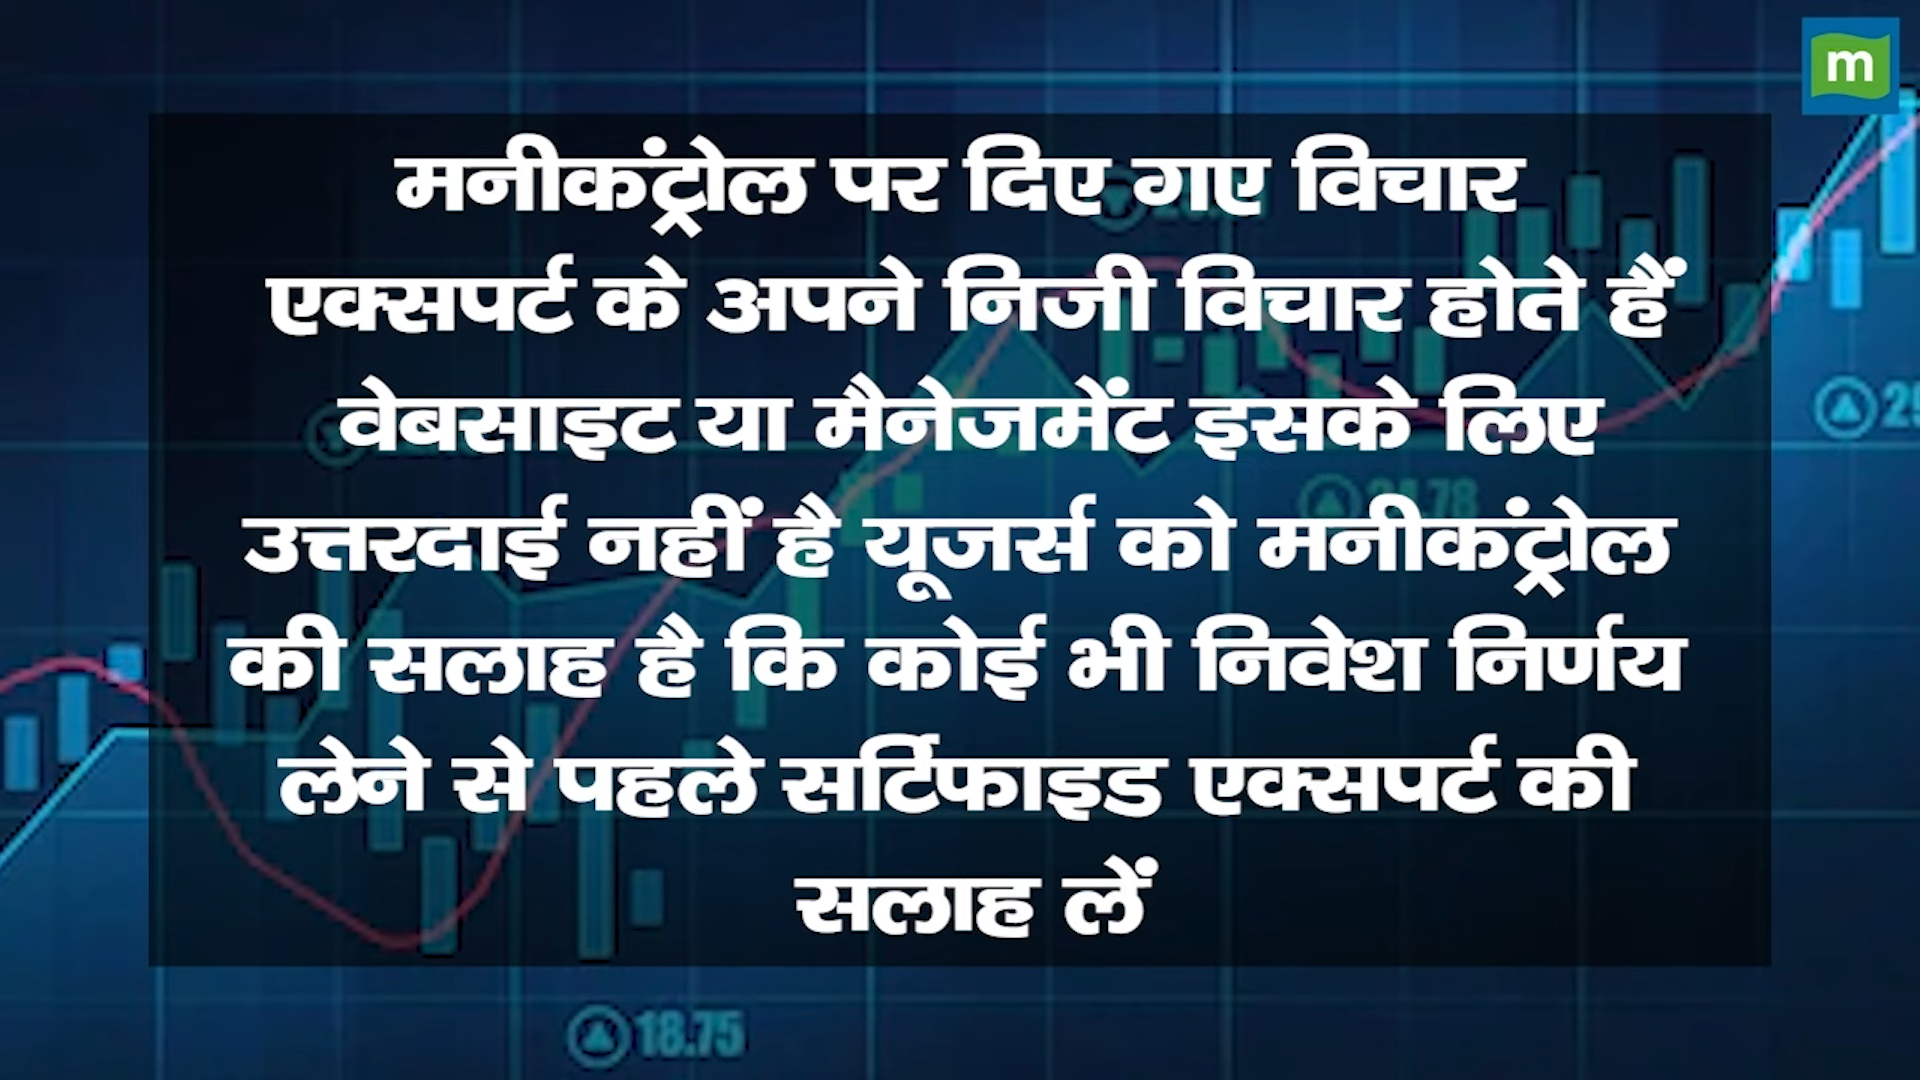 m
मनीकंट्रोल पर दिए गए विचार
एक्सपर्ट के अपने निजी विचार होते हैं
वेबसाइट या मैनेजमेंट इसके लिए
उत्तरदाई नहीं है यूजर्स को मनीकंट्रोल
की सलाह है कि कोई भी निवेश निर्णय
लेने से पहले सर्टिफाइड एक्सपर्ट की
सलाह लें
18.75